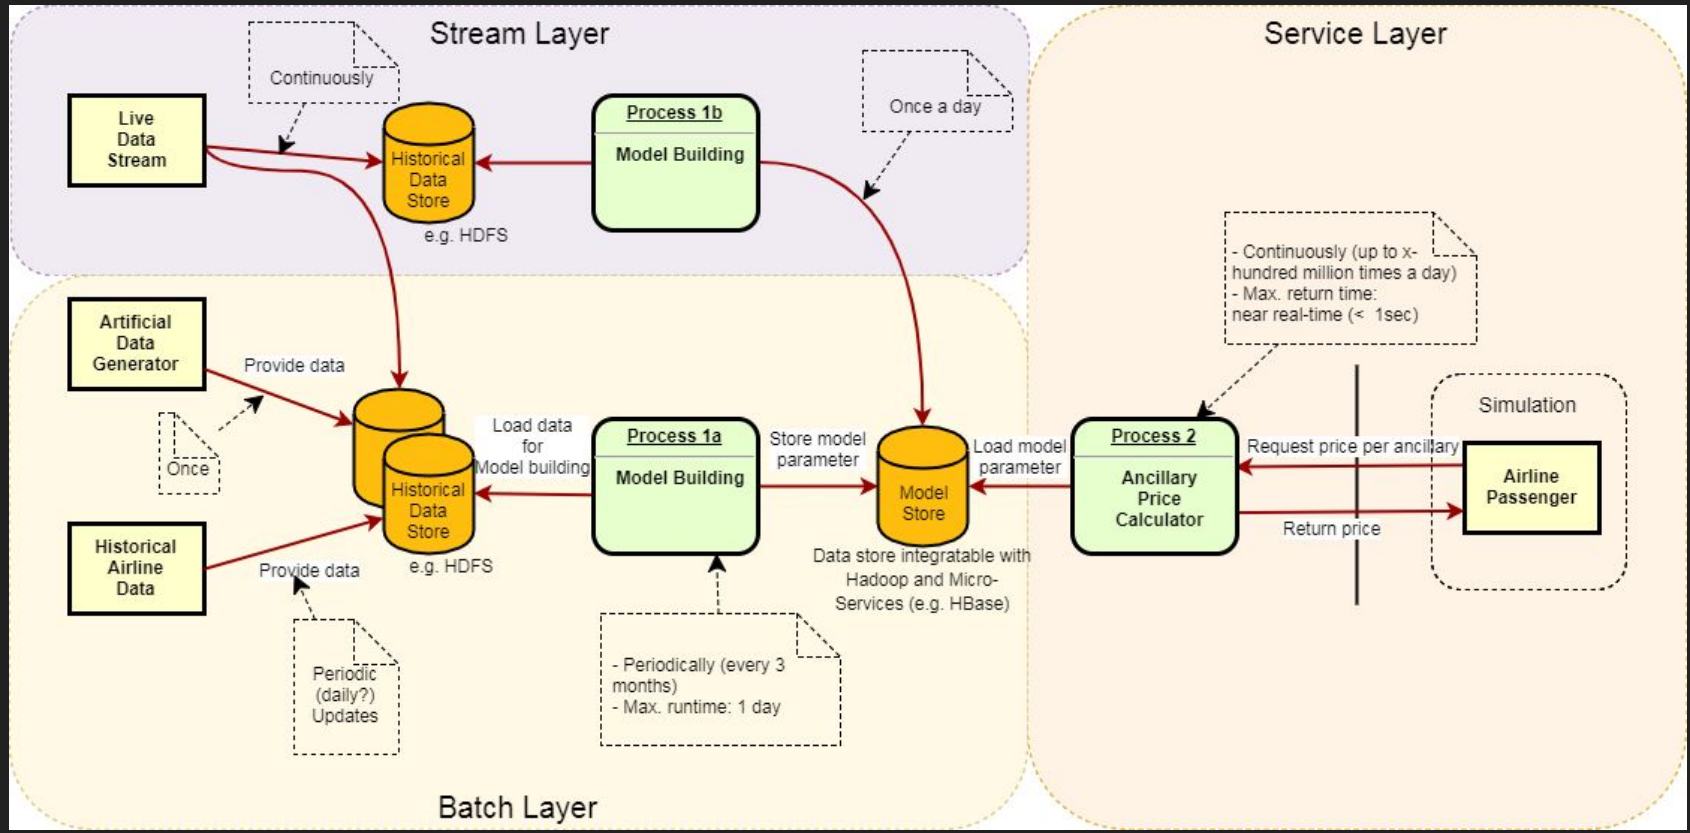 Stream Layer
Service Layer
Continuously
Once a day
Live
Data
Stream
Historical
Data
Store
e.g. HDFS
Process 1b
Model Building
- Continuously (up to x-
hundred million times a day)
- Max. return time:
near real-time (< 1sec)
Artificial
Data
Generator
Provide data
Once
Historical
Data
Store
e.g. HDFS
Load data
for
Model building
Process 1a
Model Building
Store model
parameter
Model
Store
Data store integratable with
Hadoop and Micro-
Services (e.g. HBase)
Load model
parameter
Process 2
Ancillary
Price
Calculator
Request price per ancillary
Return price
Simulation
Airline
Passenger
Historical
Airline
Data
Provide data
Periodic
(daily?)
Updates
- Periodically (every 3
months)
- Max. runtime: 1 day
Batch Layer